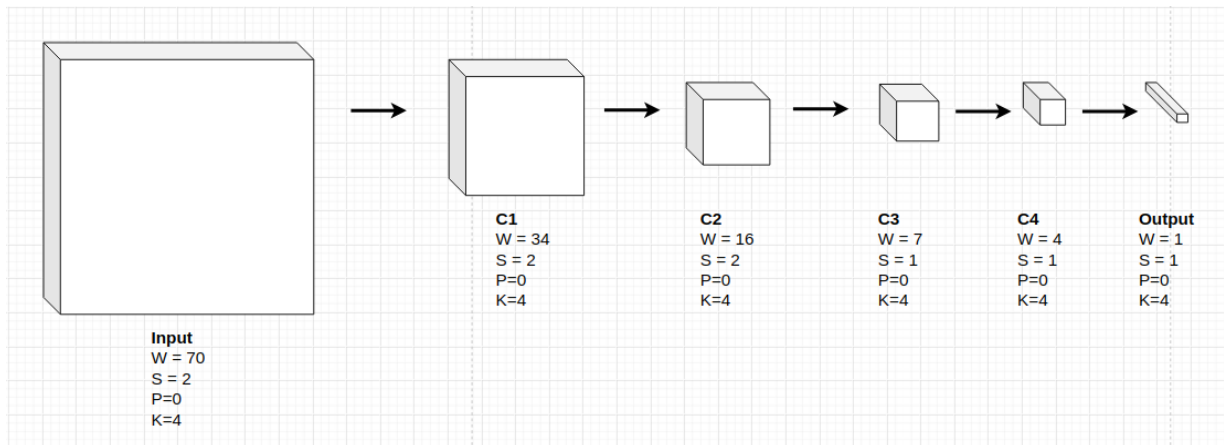 Input
W = 70
S = 2
P=0
K=4
C1
W = 34
S = 2
P=0
K=4
C2
W = 16
S = 2
P=0
K=4
C3
W = 7
S = 1
P=0
K=4
C4
W = 4
S = 1
P=0
K=4
Output
W = 1
S = 1
P=0
K=4